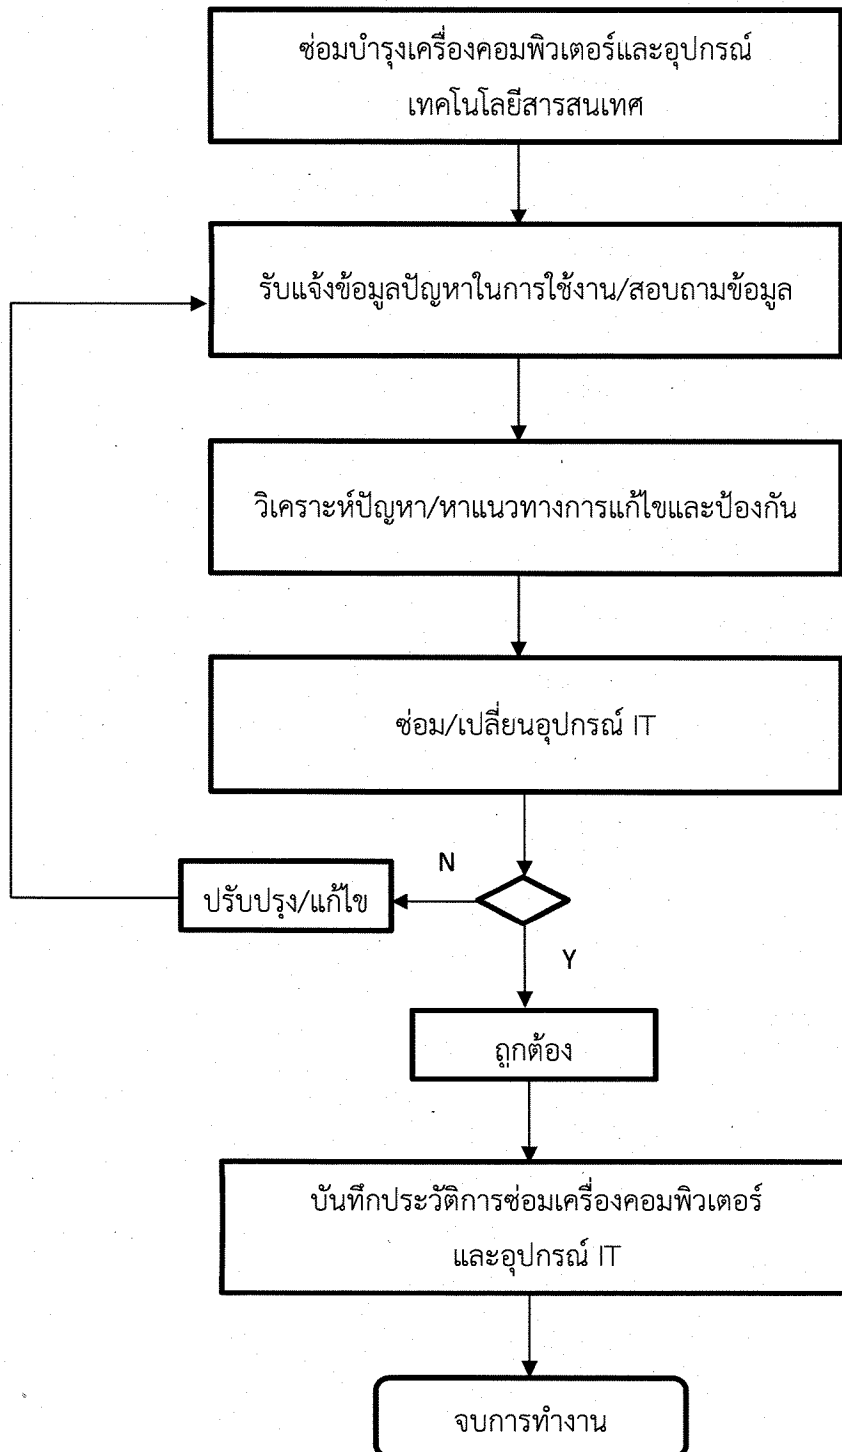 ซ่อมบำรุงเครื่องคอมพิวเตอร์และอุปกรณ์
เทคโนโลยีสารสนเทศ
รับแจ้งข้อมูลปัญหาในการใช้งาน/สอบถามข้อมูล
วิเคราะห์ปัญหา/หาแนวทางการแก้ไขและป้องกัน
ซ่อม/เปลี่ยนอุปกรณ์ IT
N
ปรับปรุง/แก้ไข
Y
ถูกต้อง
บันทึกประวัติการซ่อมเครื่องคอมพิวเตอร์
และอุปกรณ์ IT
จบการทำงาน